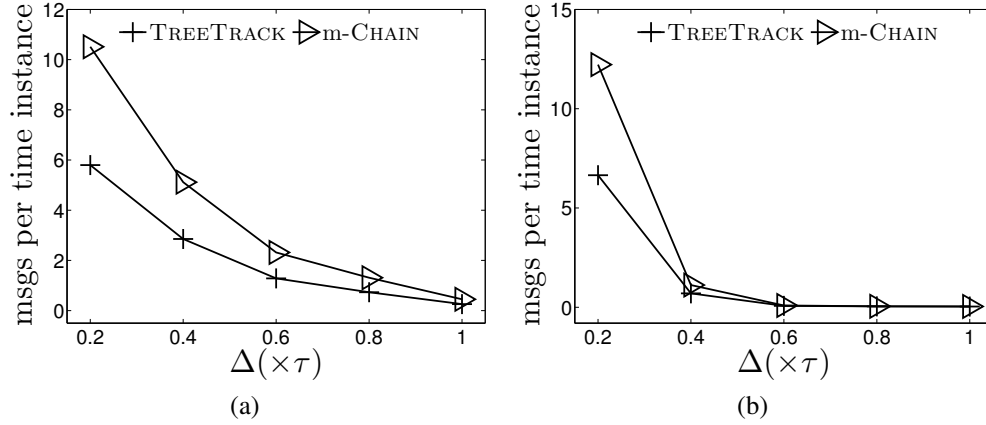 TREETRACK m-CHAIN
12
10
8
6
4
2
0
0.2 0.4 0.6 0.8 1
msgs per time instance
Δ(×τ)
(a)
TREETRACK m-CHAIN
15
10
5
0
0.2 0.4 0.6 0.8 1
msgs per time instance
Δ(×τ)
(b)